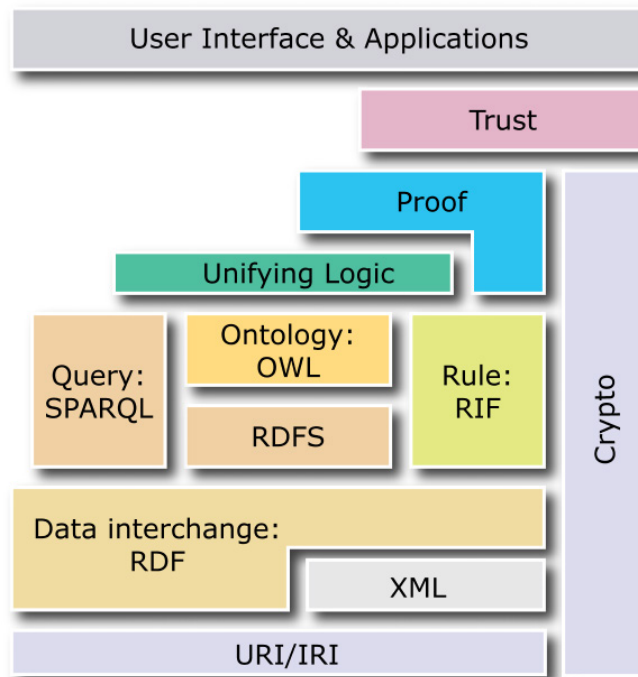 User Interface & Applications
Trust
Proof
Unifying Logic
Query:
SPARQL
Ontology:
OWL
RDFS
Rule:
RIF
Crypto
Data interchange:
RDF
XML
URI/IRI